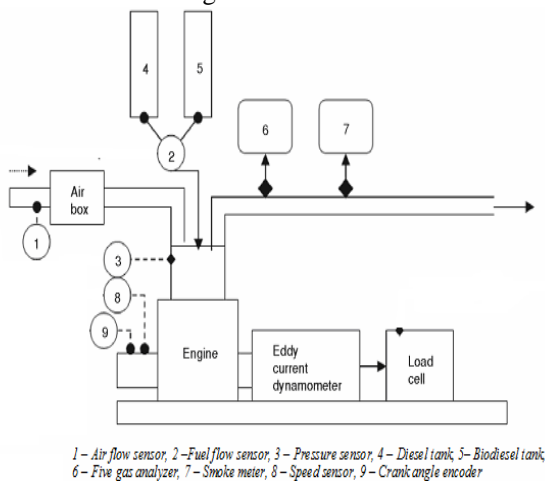 4
5
2
6
7
Air
box
1
3
8
9
Engine
Eddy
current
dynamometer
Load
cell
1 – Air flow sensor, 2 –Fuel flow sensor, 3 – Pressure sensor, 4 – Diesel tank, 5– Biodiesel tank,
6 – Five gas analyzer, 7 – Smoke meter, 8 – Speed sensor, 9 – Crank angle encoder